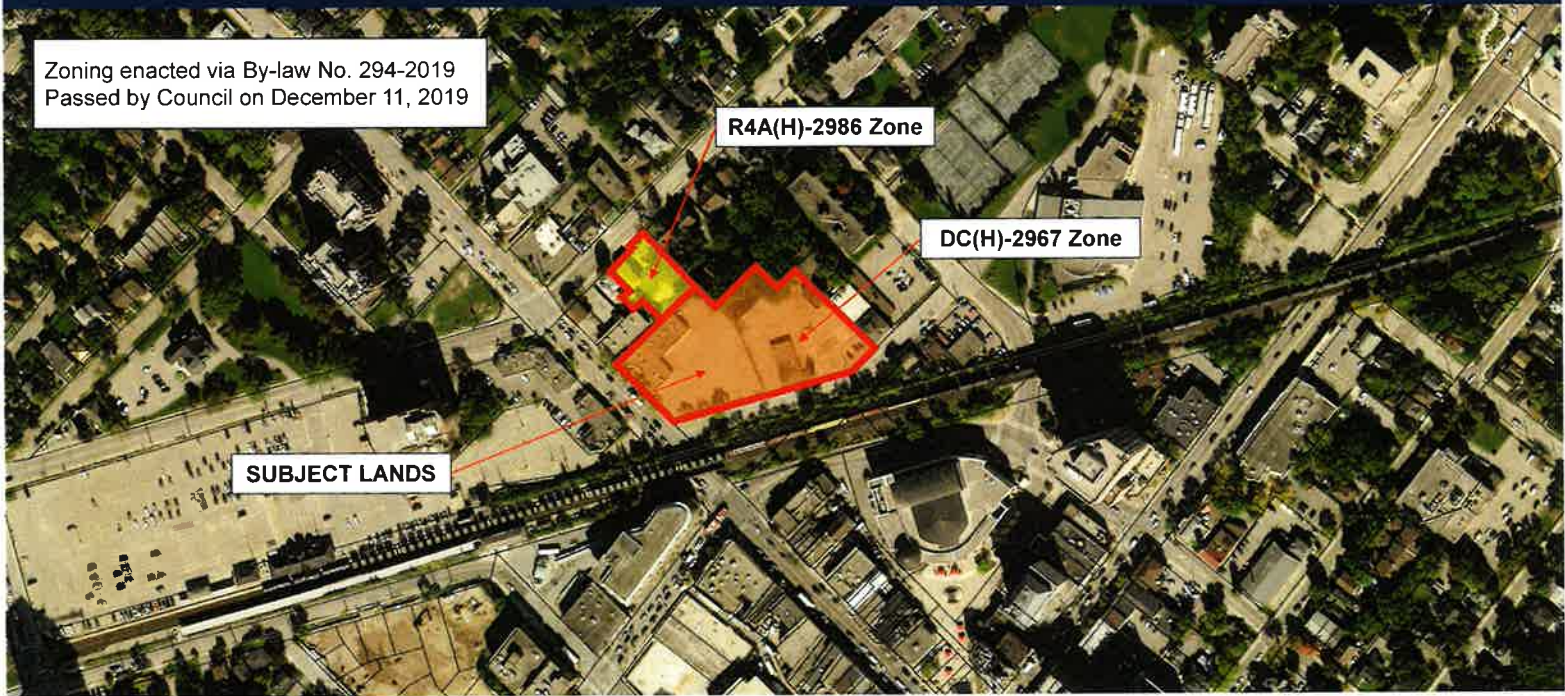 Zoning enacted via By-law No. 294-2019
Passed by Council on December 11, 2019
R4A(H)-2986 Zone
DC(H)-2967 Zone
SUBJECT LANDS